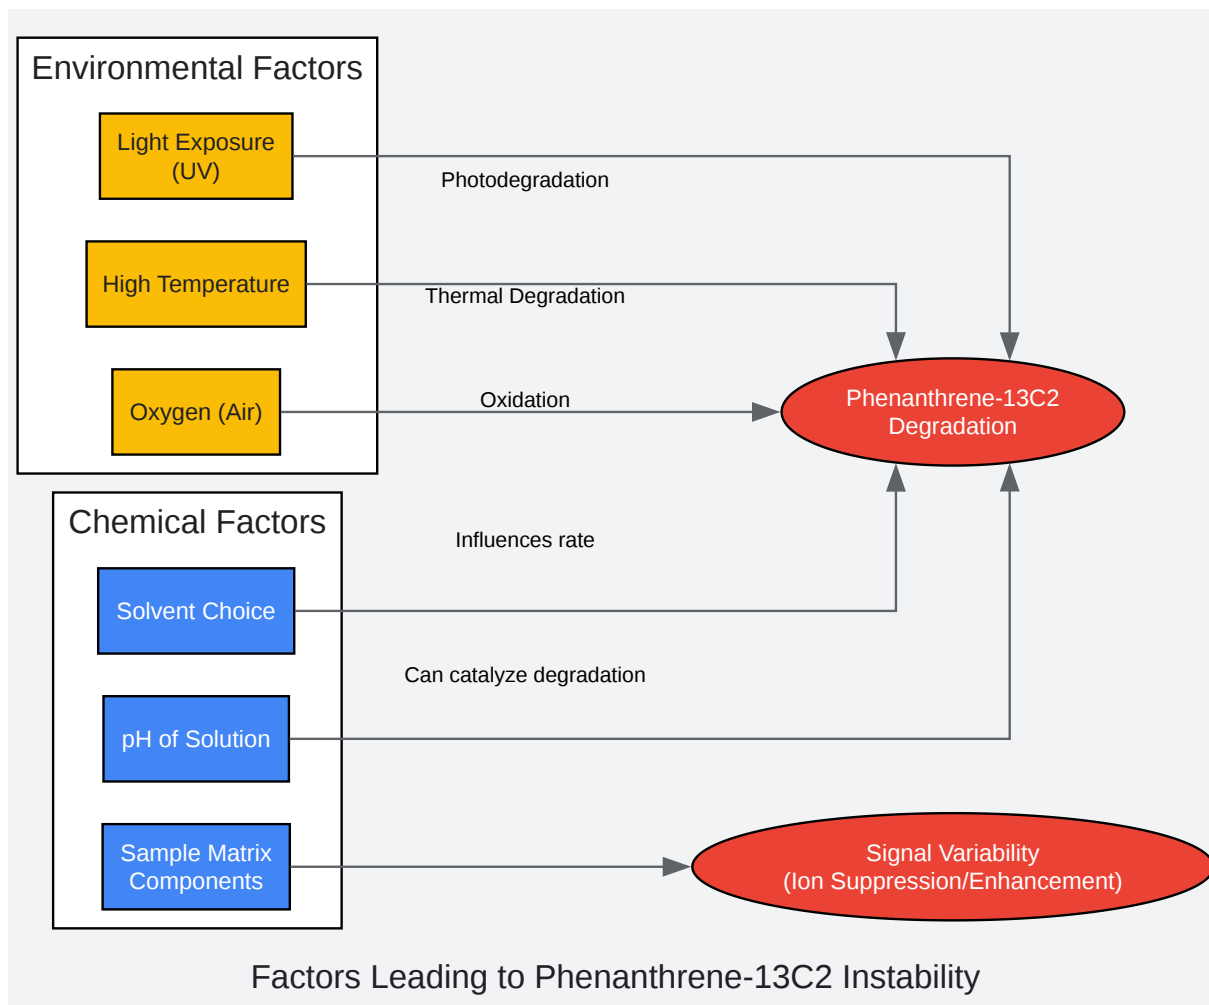 Environmental Factors
Light Exposure
(UV)
Photodegradation
High Temperature
Thermal Degradation
Oxygen (Air)
Oxidation
Phenanthrene-13C2
Degradation
Chemical Factors
Influences rate
Solvent Choice
Can catalyze degradation
pH of Solution
Sample Matrix
Components
Signal Variability
(Ion Suppression/Enhancement)
Factors Leading to Phenanthrene-13C2 Instability